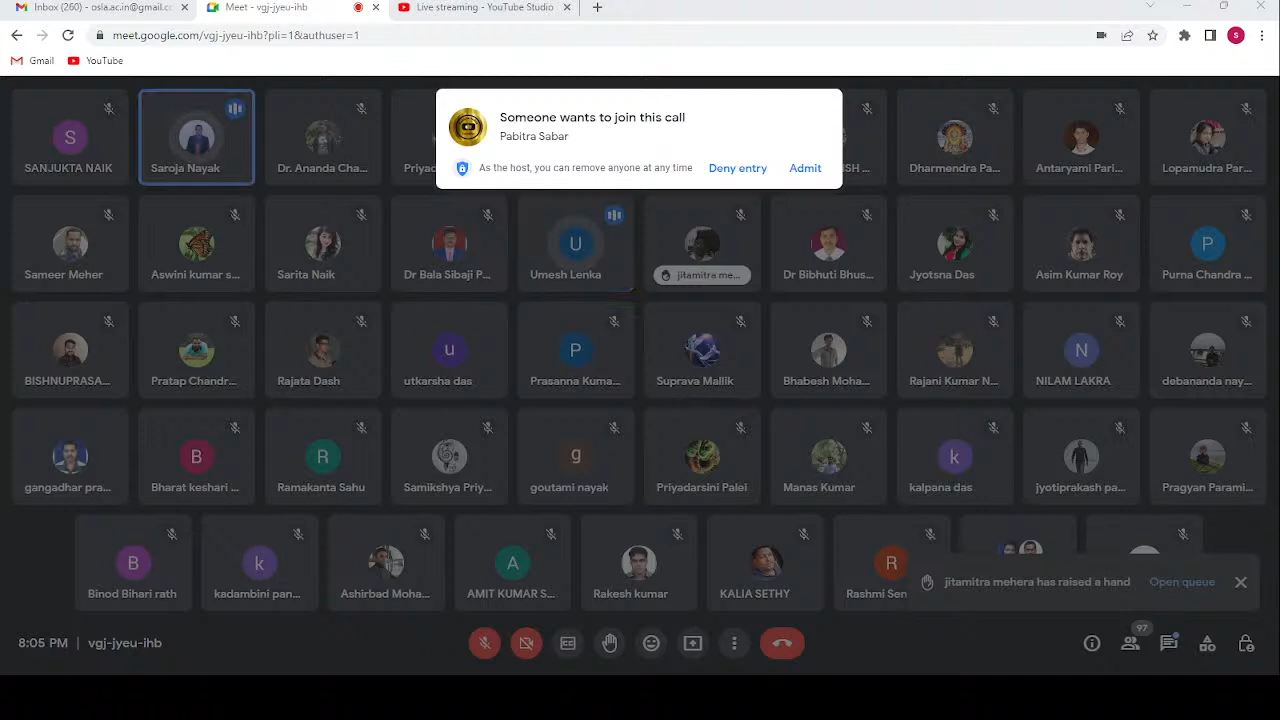 Inbox (260) - osla.ac.in@gmail.c
Meet - vgj-jyeu-ihb
Live streaming - YouTube Studio
meet.google.com/vgj-jyeu-ihb?pli=1&authuser=1
S
Gmail
YouTube
Someone wants to join this call
Pabitra Sabar
As the host, you can remove anyone at any time
Deny entry
Admit
S
SANJUKTA NAIK
Saroja Nayak
Dr. Ananda Cha...
Priyac
SH ...
Dharmendra Pa...
Antaryami Pari...
Lopamudra Par...
Sameer Meher
Aswini kumar s...
Sarita Naik
Dr Bala Sibaji P...
U
Umesh Lenka
jitamitra me...
Dr Bibhuti Bhus...
Jyotsna Das
Asim Kumar Roy
P
Purna Chandra ...
BISHNUPRASA...
Pratap Chandr...
Rajata Dash
u
utkarsha das
P
Prasanna Kuma...
Suprava Mallik
Bhabesh Moha...
Rajani Kumar N...
N
NILAM LAKRA
debananda nay...
gangadhar pra...
B
Bharat keshari ...
R
Ramakanta Sahu
Samikshya Priy...
g
goutami nayak
Priyadarsini Palei
Manas Kumar
k
kalpana das
jyotiprakash pa...
Pragyan Parami...
B
Binod Bihari rath
k
kadambini pan...
Ashirbad Moha...
A
AMIT KUMAR S...
Rakesh kumar
KALIA SETHY
R
Rashmi Sen
jitamitra mehera has raised a hand
Open queue
8:05 PM | vgj-jyeu-ihb
97